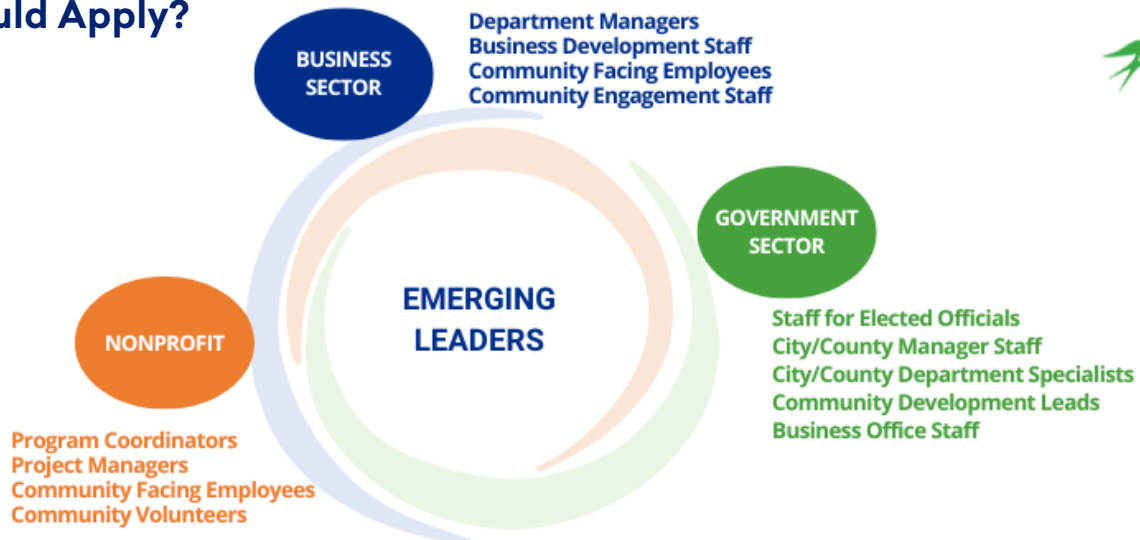 Apply?
Department Managers
Business Development Staff
Community Facing Employees
Community Engagement Staff
BUSINESS
SECTOR
GOVERNMENT
SECTOR
EMERGING
LEADERS
NONPROFIT
Staff for Elected Officials
City/County Manager Staff
City/County Department Specialists
Community Development Leads
Business Office Staff
Program Coordinators
Project Managers
Community Facing Employees
Community Volunteers